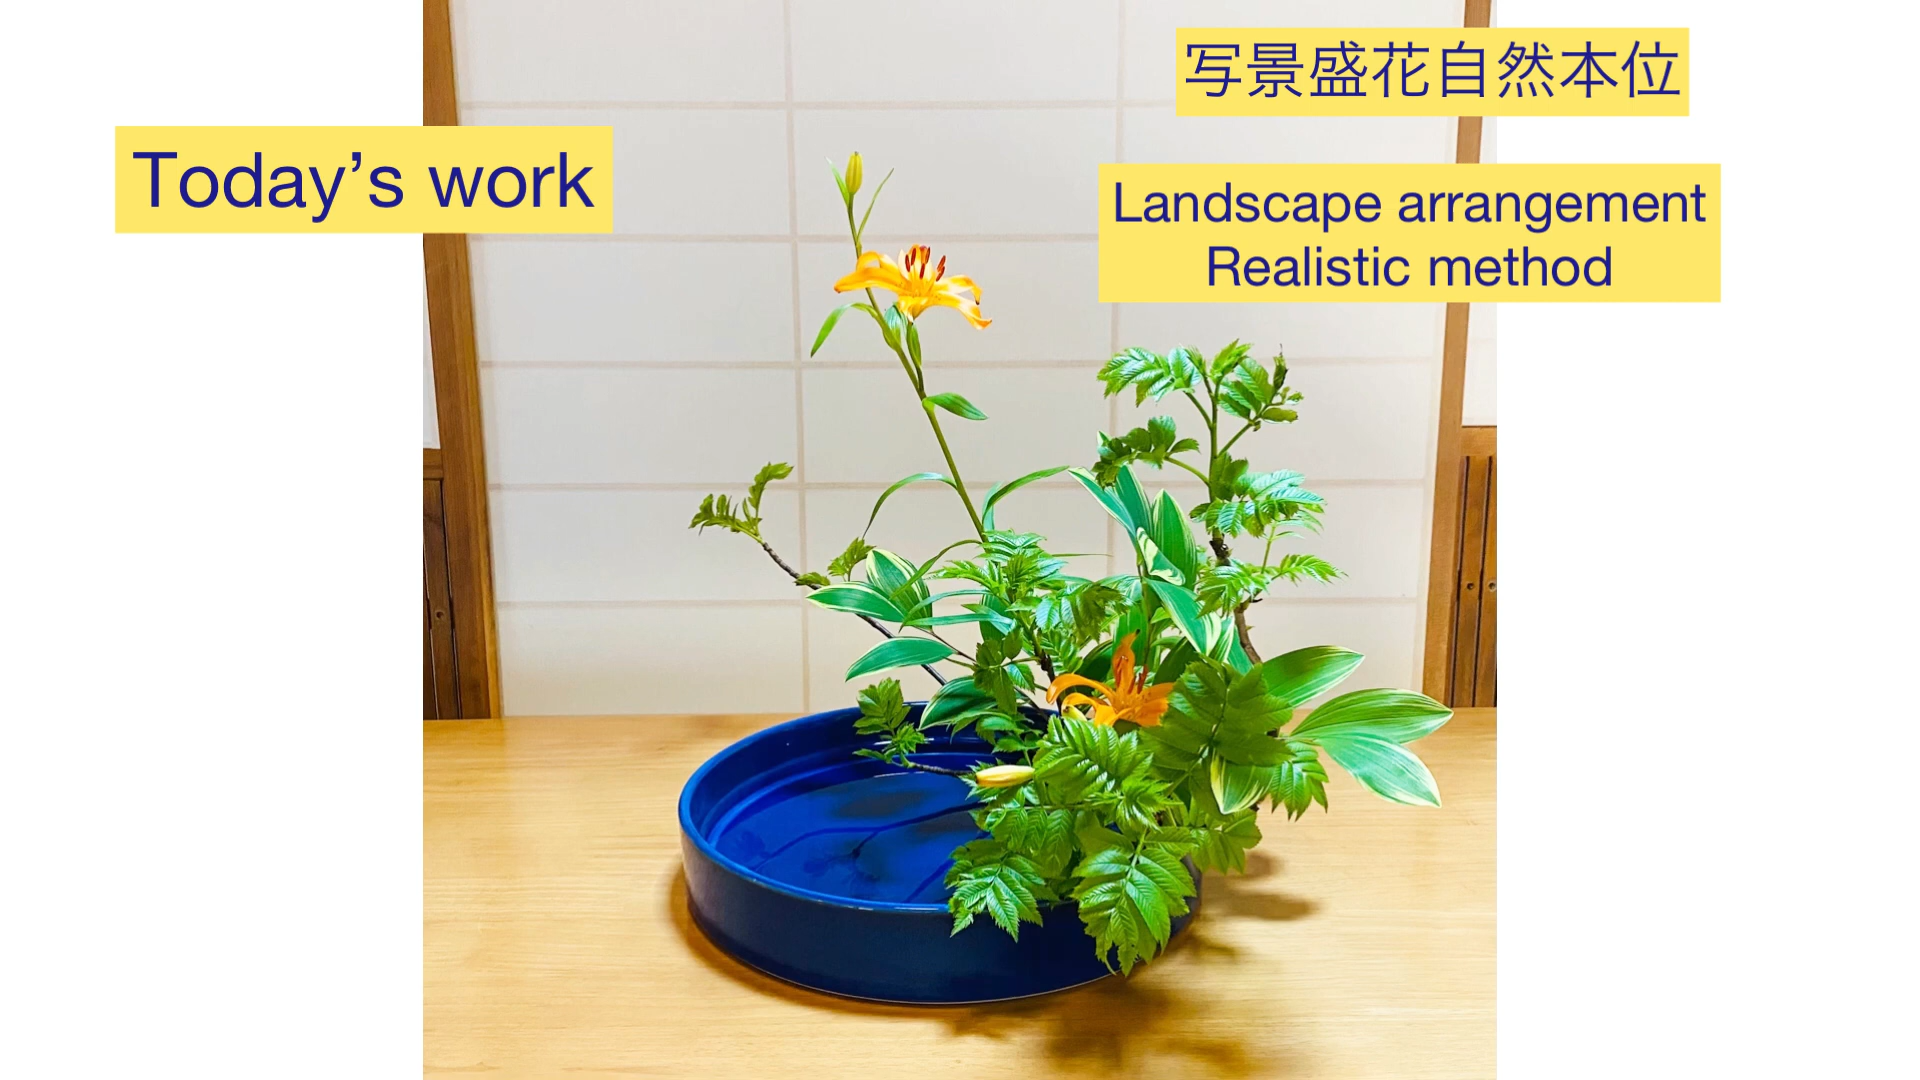 Today’s work
写景盛花自然本位
Landscape arrangement
Realistic method